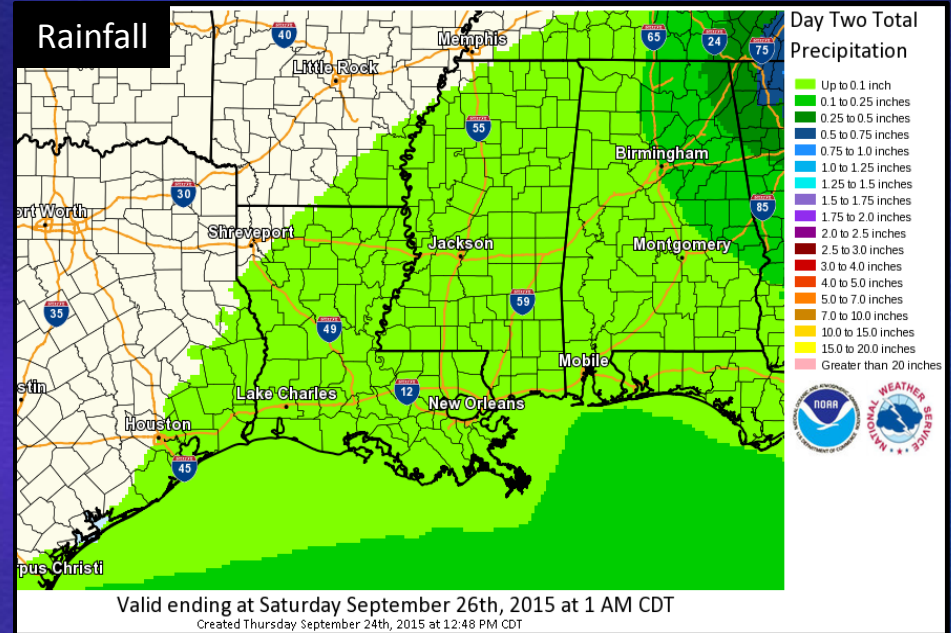 Rainfall
Day Two Total
Precipitation
Up to 0.1 inch
0.1 to 0.25 inches
0.25 to 0.5 inches
0.5 to 0.75 inches
0.75 to 1.0 inches
1.0 to 1.25 inches
1.25 to 1.5 inches
1.5 to 1.75 inches
1.75 to 2.0 inches
2.0 to 2.5 inches
2.5 to 3.0 inches
3.0 to 4.0 inches
4.0 to 5.0 inches
5.0 to 7.0 inches
7.0 to 10.0 inches
10.0 to 15.0 inches
15.0 to 20.0 inches
Greater than 20 inches
NOAA
NATIONAL WEATHER SERVICE
40
65
24
75
Memphis
Little Rock
55
Birmingham
30
85
ort Worth
Shreveport
Jackson
Montgomery
35
49
59
Mobile
stin
Lake Charles
12
New Orleans
Houston
45
pus Christi
Valid ending at Saturday September 26th, 2015 at 1 AM CDT
Created Thursday September 24th, 2015 at 12:48 PM CDT